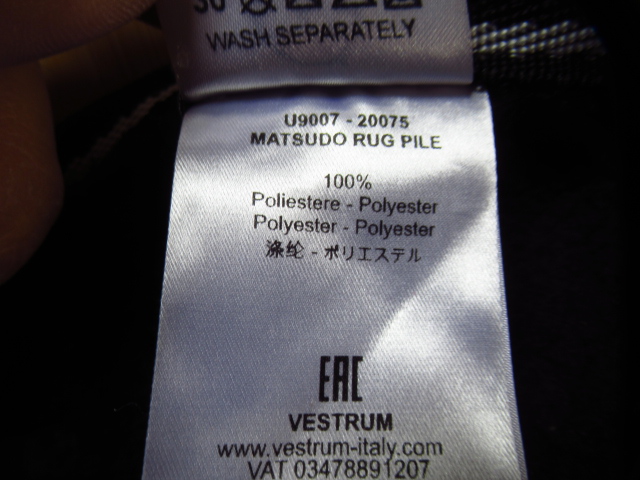 30
WASH SEPARATELY
U9007 - 20075
MATSUDO RUG PILE
100%
Poliestere - Polyester
Polyester - Polyester
涤纶 - ポリエステル
EAC
VESTRUM
www.vestrum-italy.com
VAT 03478891207